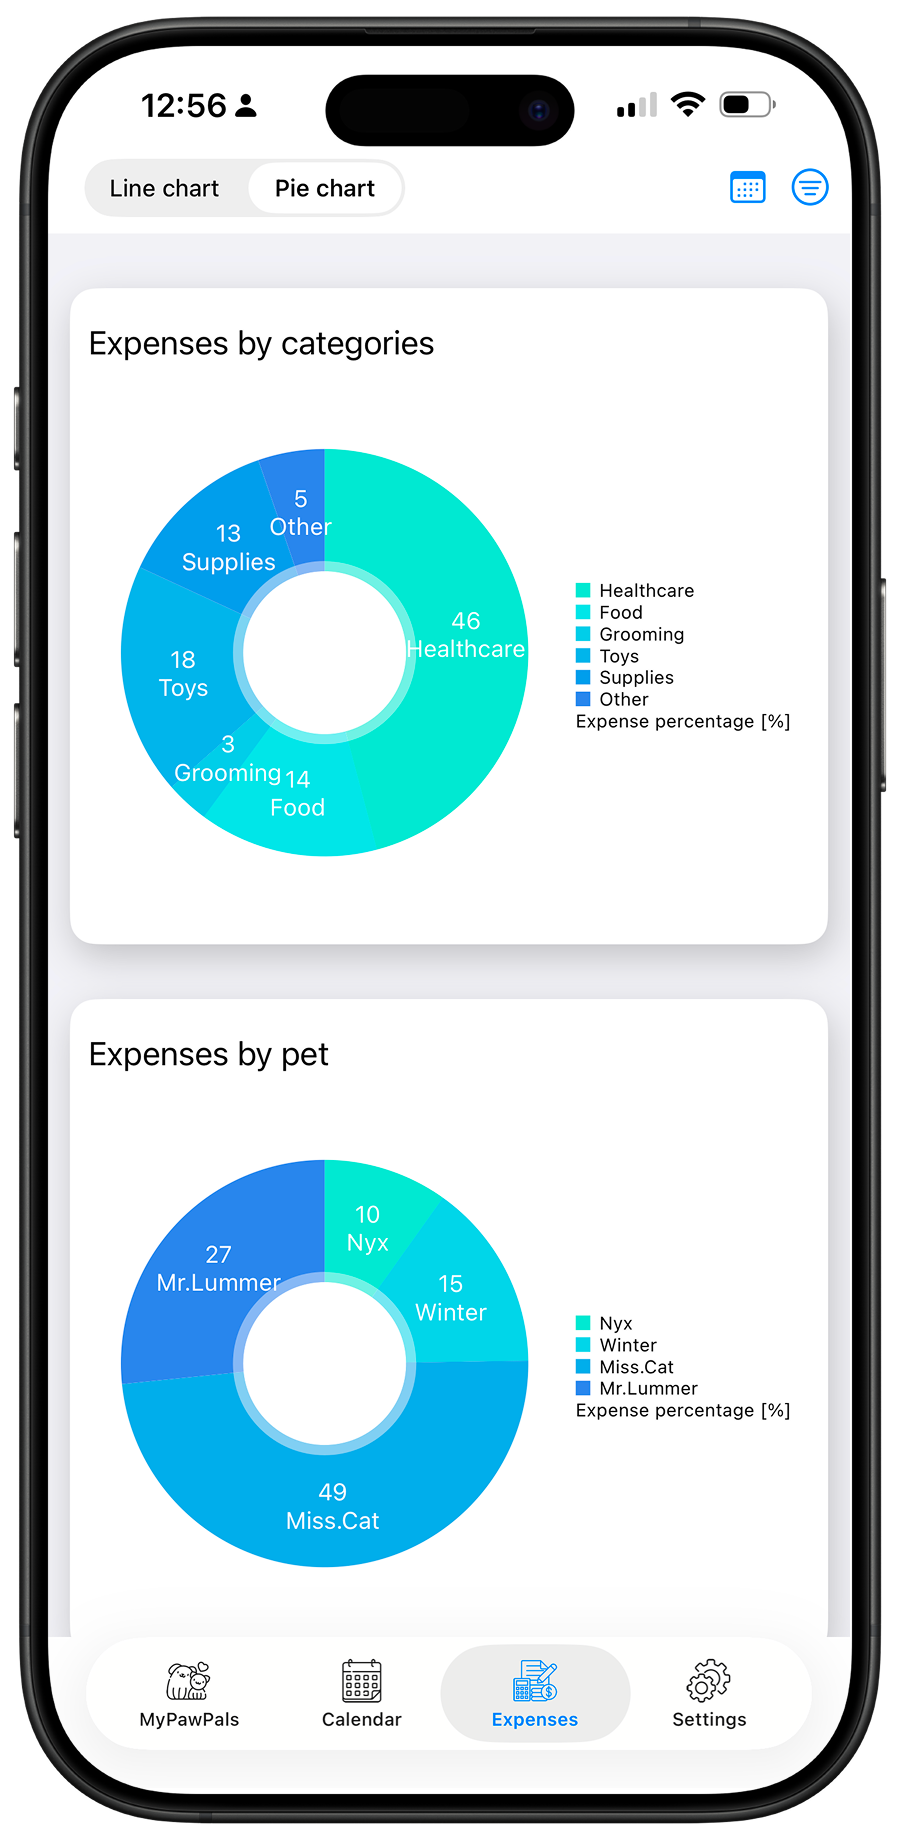 12:56
Line chart
Pie chart
Expenses by categories
5
Other
13
Supplies
46
Healthcare
18
Toys
3
Grooming
14
Food
Healthcare
Food
Grooming
Toys
Supplies
Other
Expense percentage [%]
Expenses by pet
10
Nyx
27
Mr.Lummer
15
Winter
49
Miss.Cat
Nyx
Winter
Miss.Cat
Mr.Lummer
Expense percentage [%]
MyPawPals
Calendar
Expenses
Settings